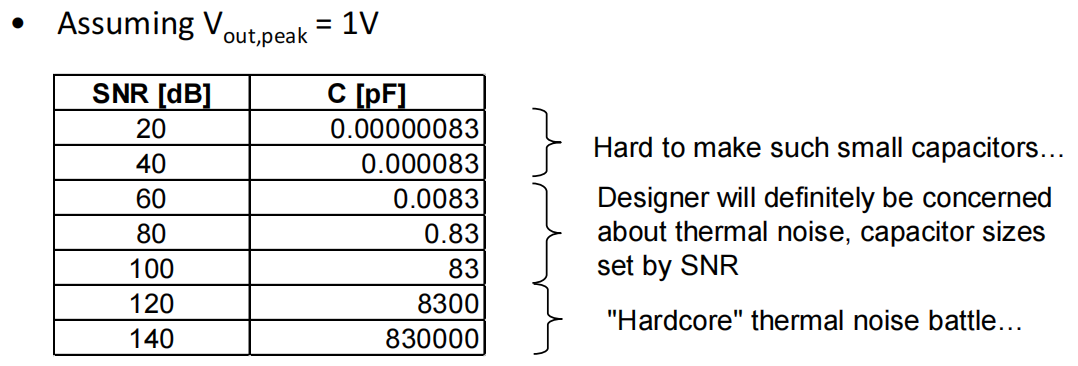 • Assuming Vout,peak = 1V
SNR [dB] C [pF]
20 0.00000083
40 0.000083
60 0.0083
80 0.83
100 83
120 8300
140 830000
Hard to make such small capacitors…
Designer will definitely be concerned
about thermal noise, capacitor sizes
set by SNR
"Hardcore" thermal noise battle…